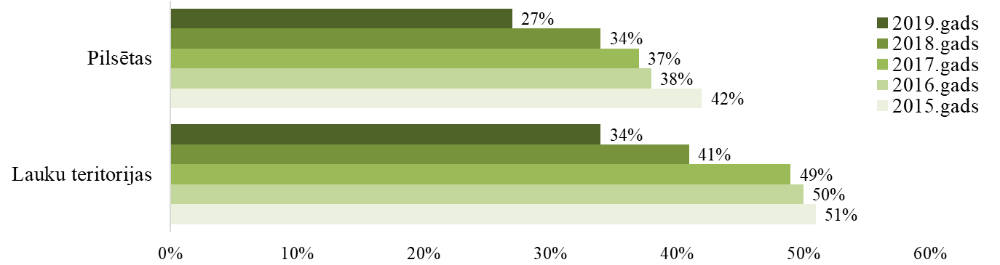 Pilsētas
27%
34%
37%
38%
42%
Lauku teritorijas
34%
41%
49%
50%
51%
0% 10% 20% 30% 40% 50% 60%
2019.gads
2018.gads
2017.gads
2016.gads
2015.gads